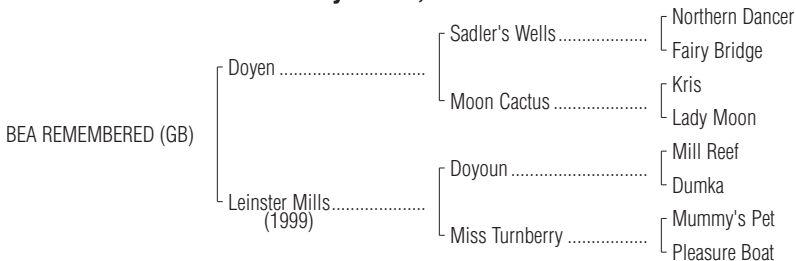 Northern Dancer
Sadler's Wells
Fairy Bridge
Doyen
Kris
Moon Cactus
Lady Moon
BEA REMEMBERED (GB)
Mill Reef
Doyoun
Dumka
Leinster Mills
(1999)
Mummy's Pet
Miss Turnberry
Pleasure Boat